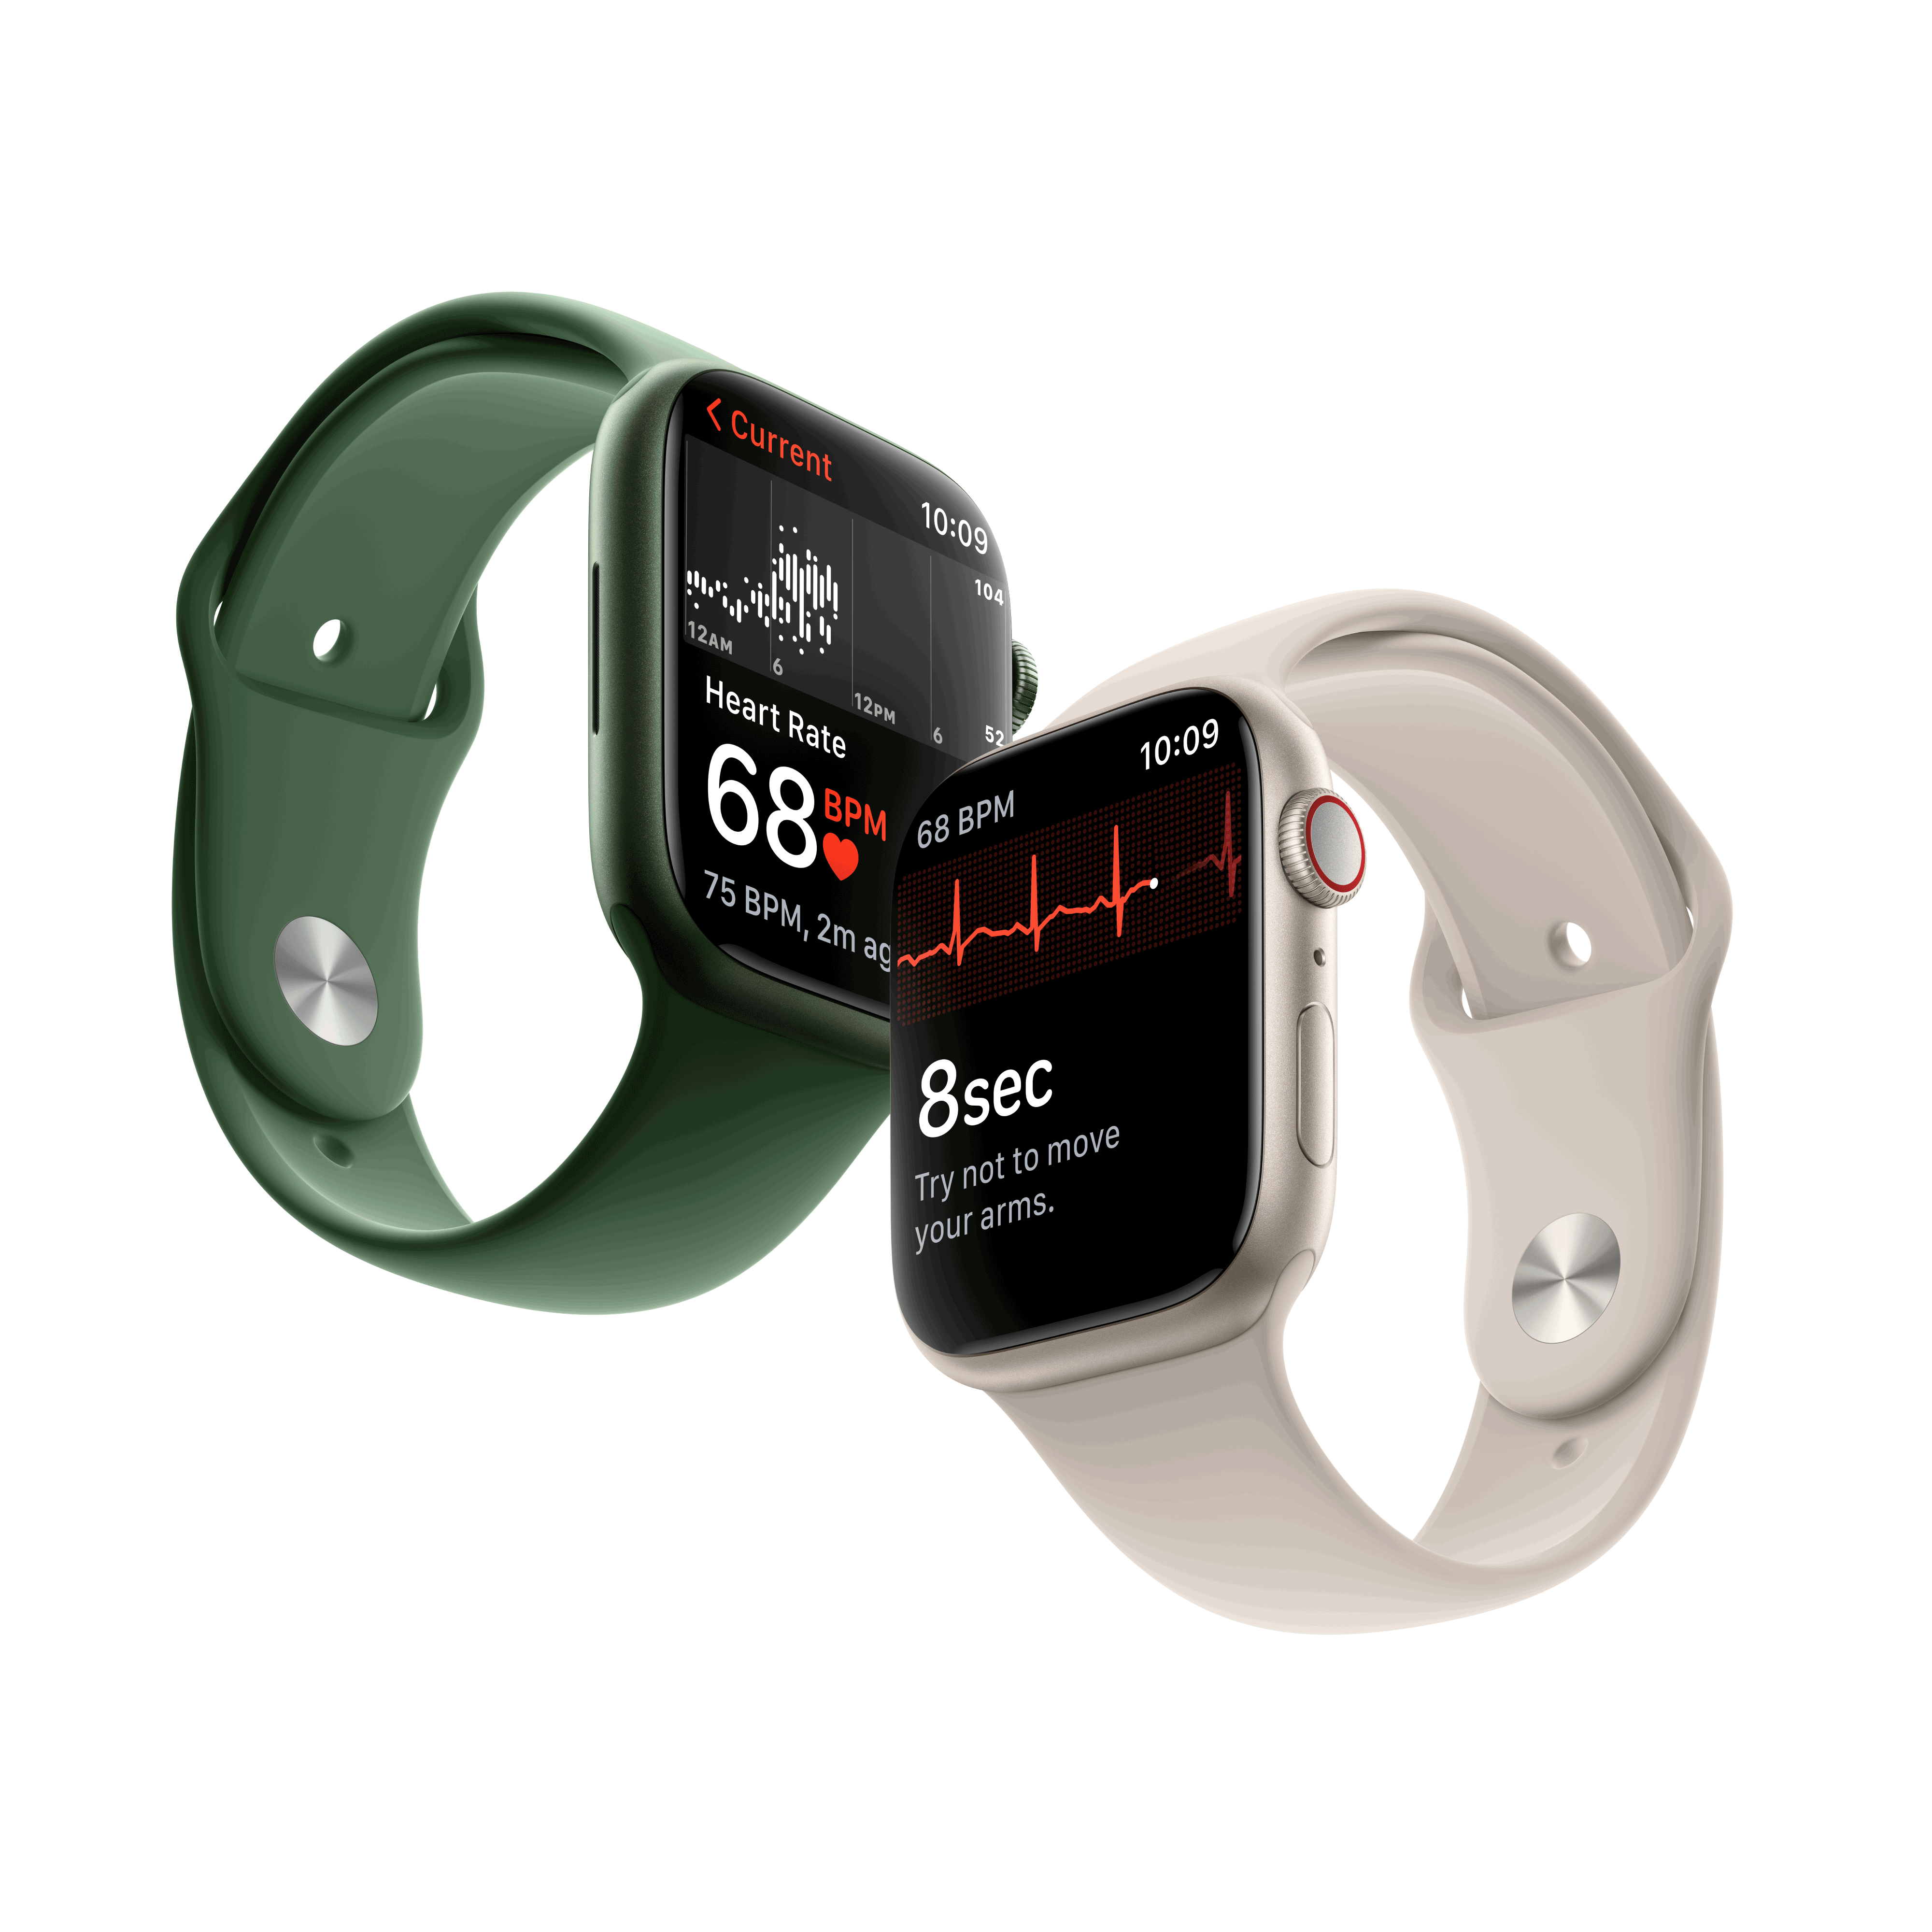 < Current
10:09
104
12AM
6
12PM
6
52
Heart Rate
68 BPM
75 BPM, 2m
10:09
68 BPM
8sec
Try not to move
your arms.